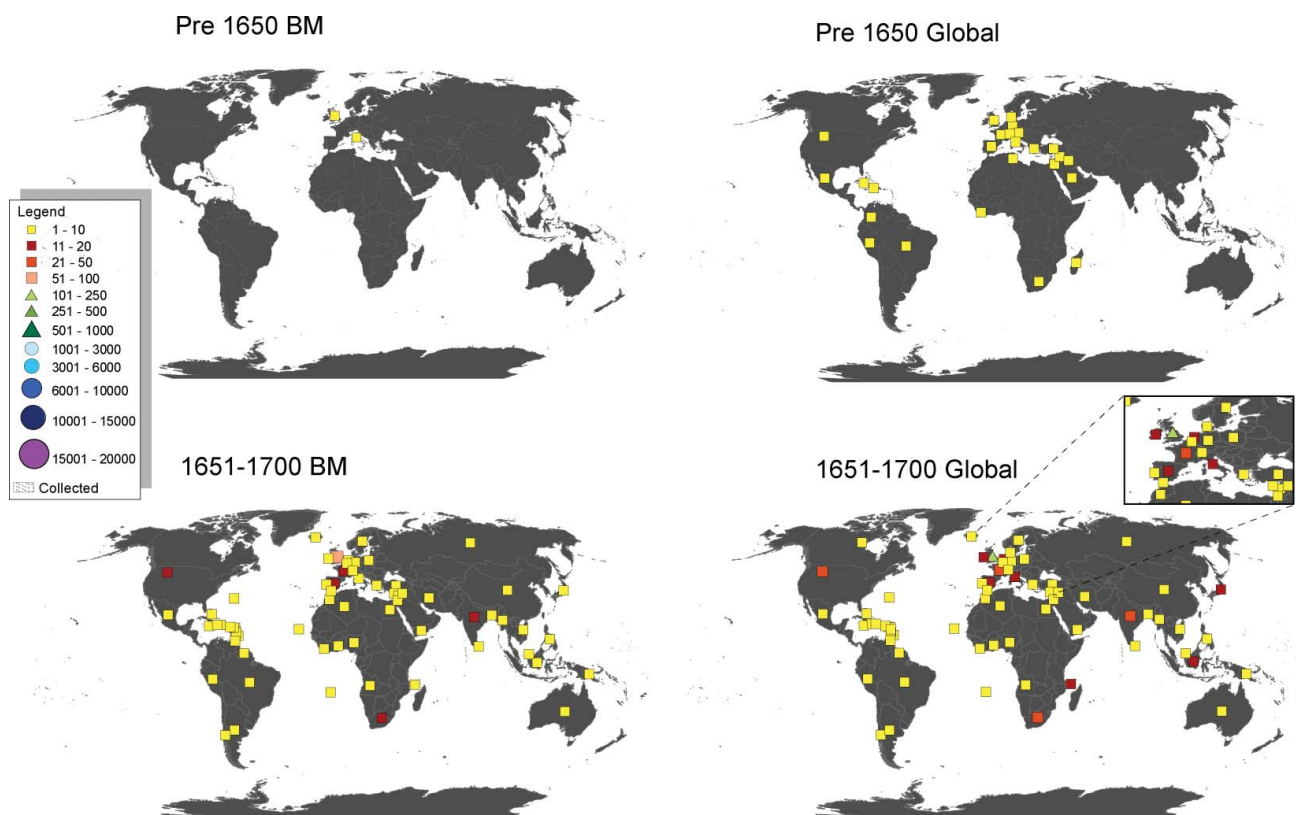 Pre 1650 BM
Pre 1650 Global
Legend
1 - 10
11 - 20
21 - 50
51 - 100
101 - 250
251 - 500
501 - 1000
1001 - 3000
3001 - 6000
6001 - 10000
10001 - 15000
15001 - 20000
Collected
1651-1700 BM
1651-1700 Global